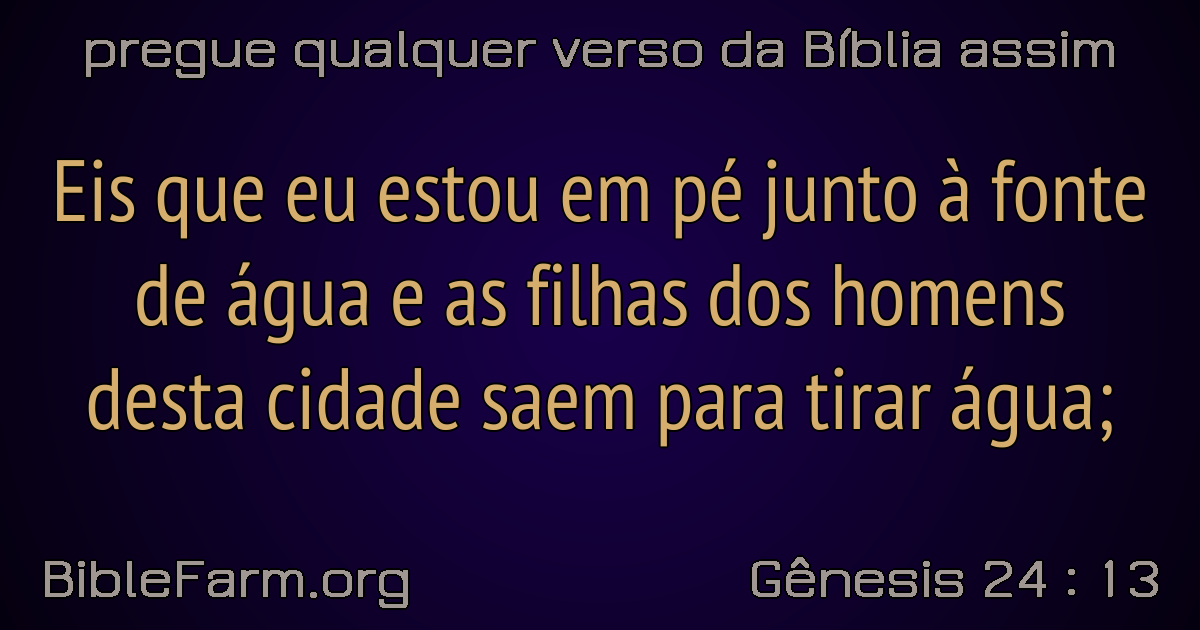 pregue qualquer verso da Bíblia assim
Eis que eu estou em pé junto à fonte
de água e as filhas dos homens
desta cidade saem para tirar água;
BibleFarm.org
Gênesis 24 : 13